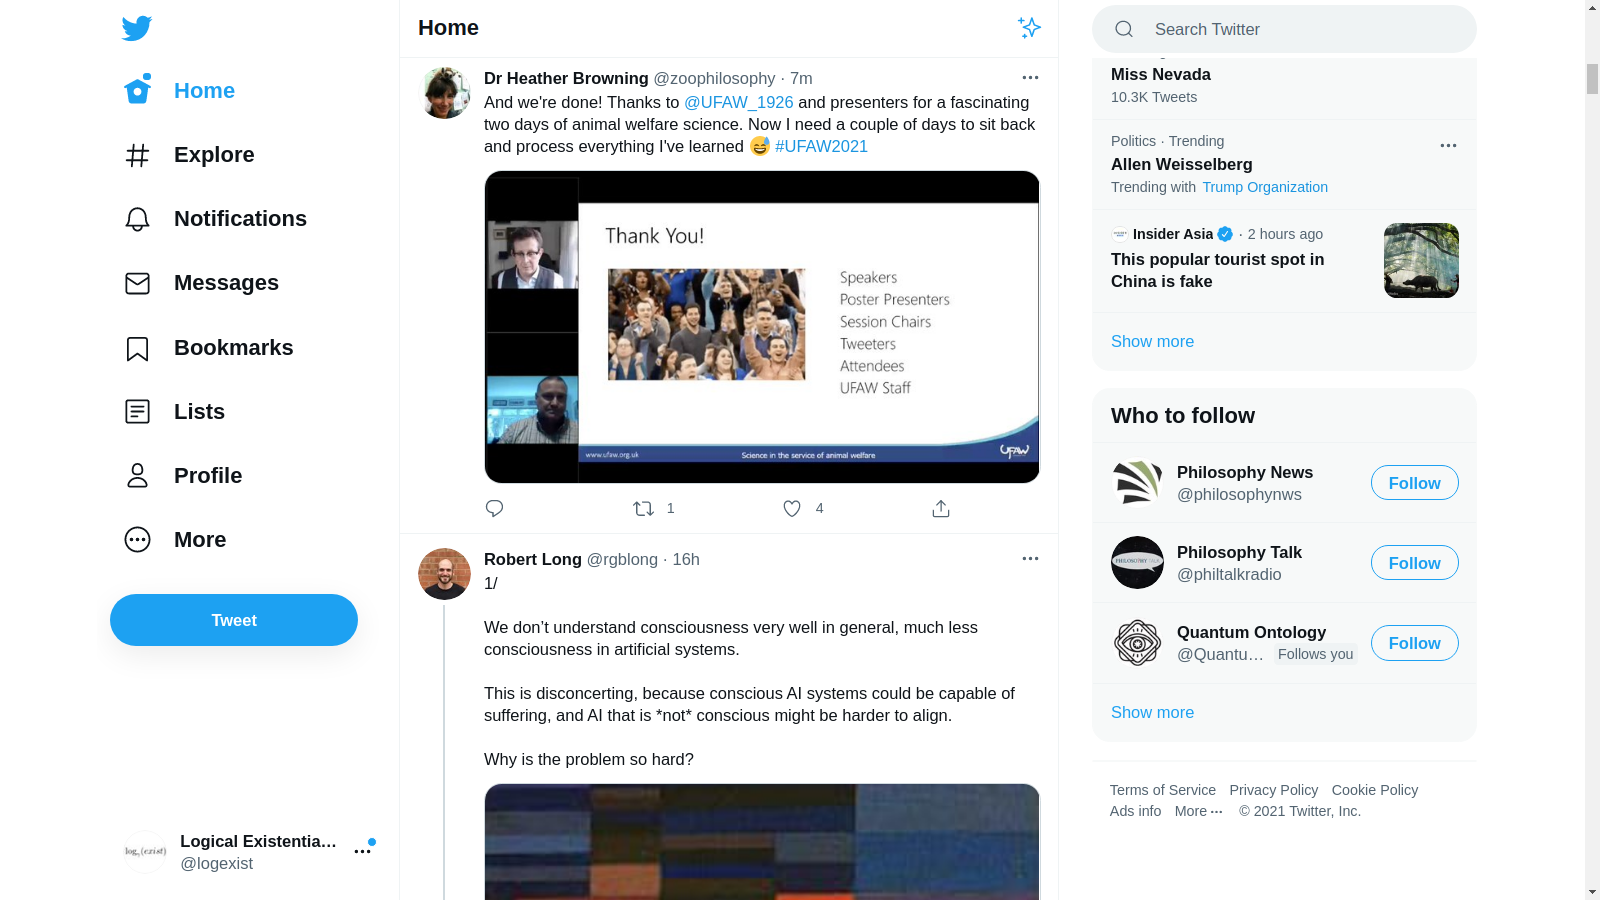 Home
Explore
Notifications
Messages
Bookmarks
Lists
Profile
More
Tweet
log (exist)
Logical Existentia…
@logexist
Home
Dr Heather Browning @zoophilosophy · 7m
And we're done! Thanks to @UFAW_1926 and presenters for a fascinating
two days of animal welfare science. Now I need a couple of days to sit back
and process everything I've learned 😅 #UFAW2021
Thank You!
Speakers
Poster Presenters
Session Chairs
Tweeters
Attendees
UFAW Staff
www.ufaw.org.uk
Science in the service of animal welfare
UFAW
1
4
Robert Long @rgblong · 16h
1/
We don’t understand consciousness very well in general, much less
consciousness in artificial systems.
This is disconcerting, because conscious AI systems could be capable of
suffering, and AI that is *not* conscious might be harder to align.
Why is the problem so hard?
Search Twitter
Miss Nevada
10.3K Tweets
Politics · Trending
Allen Weisselberg
Trending with Trump Organization
Insider Asia · 2 hours ago
This popular tourist spot in
China is fake
Show more
Who to follow
Philosophy News
@philosophynws
Follow
PHILOSOPHY TALK
Philosophy Talk
@philtalkradio
Follow
Quantum Ontology
@Quantu… Follows you
Follow
Show more
Terms of Service Privacy Policy Cookie Policy
Ads info More ··· © 2021 Twitter, Inc.